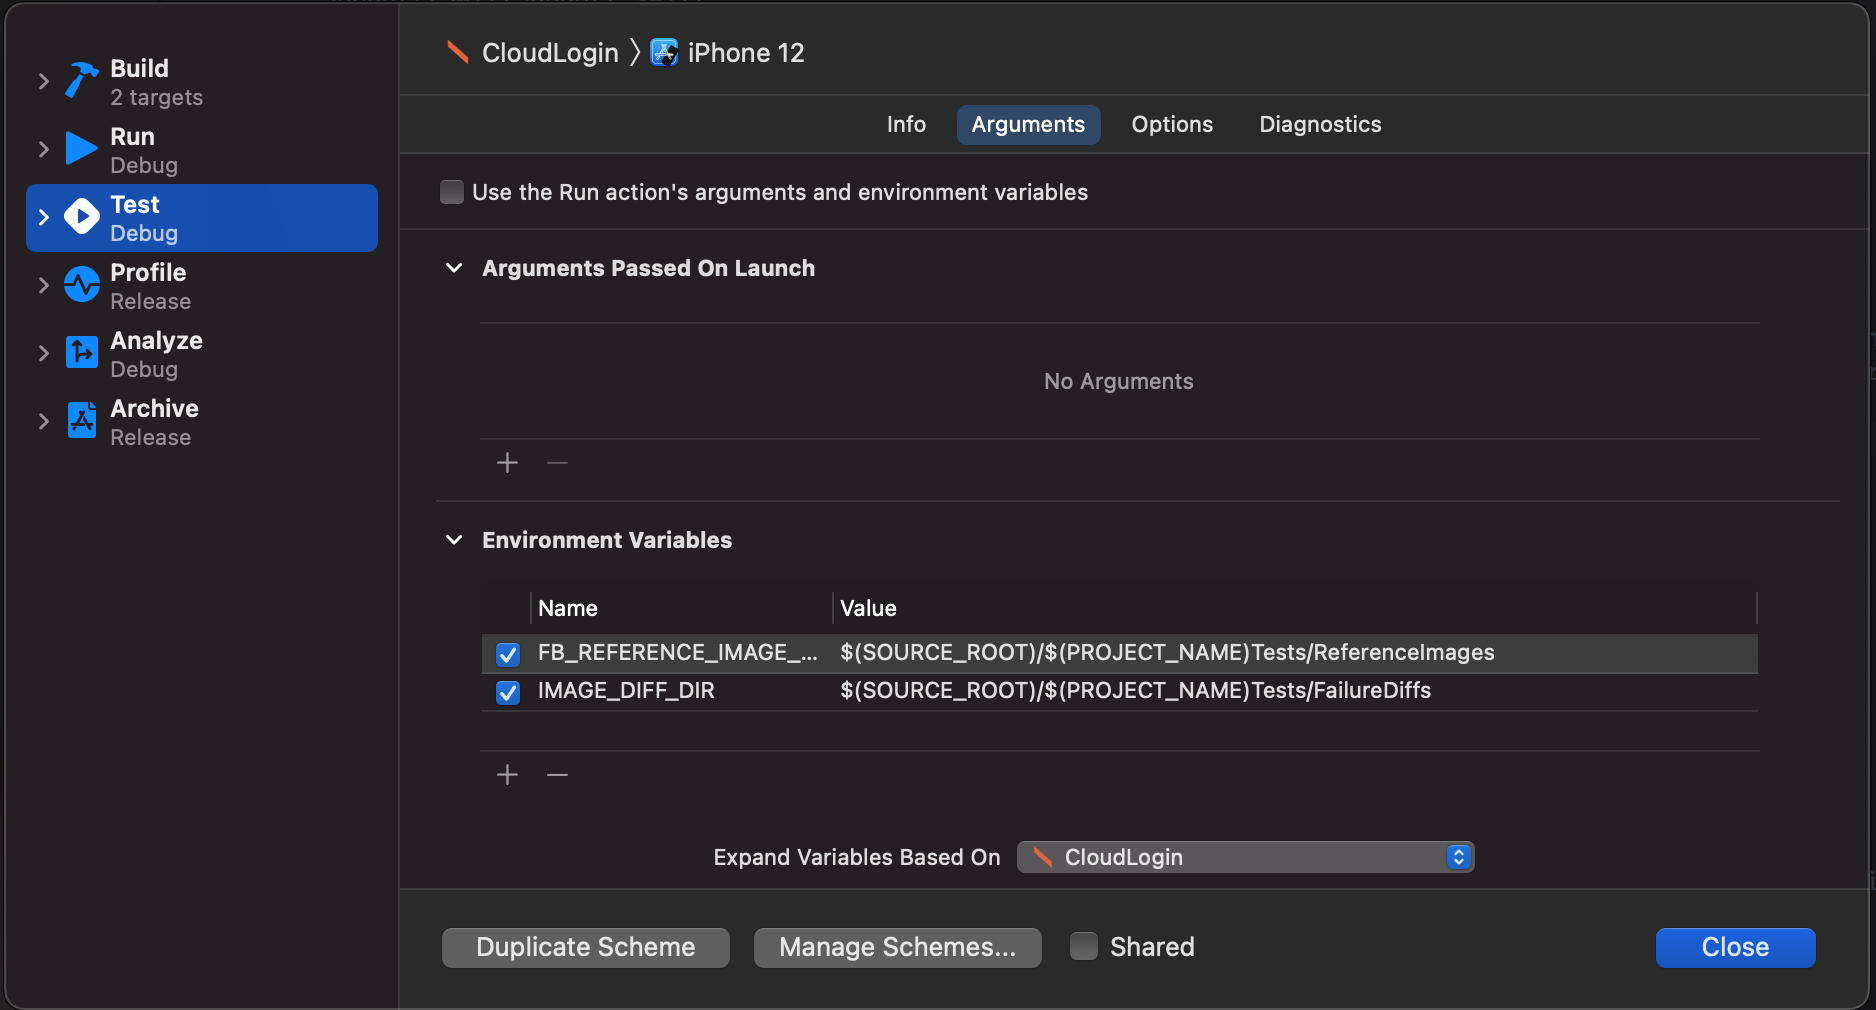 Build
2 targets
Run
Debug
Test
Debug
Profile
Release
Analyze
Debug
Archive
Release
CloudLogin 〉 iPhone 12
Info Arguments Options Diagnostics
Use the Run action's arguments and environment variables
Arguments Passed On Launch
No Arguments
Environment Variables
Name Value
FB_REFERENCE_IMAGE_... $(SOURCE_ROOT)/$(PROJECT_NAME)Tests/ReferenceImages
IMAGE_DIFF_DIR $(SOURCE_ROOT)/$(PROJECT_NAME)Tests/FailureDiffs
Expand Variables Based On CloudLogin
Duplicate Scheme Manage Schemes... Shared Close